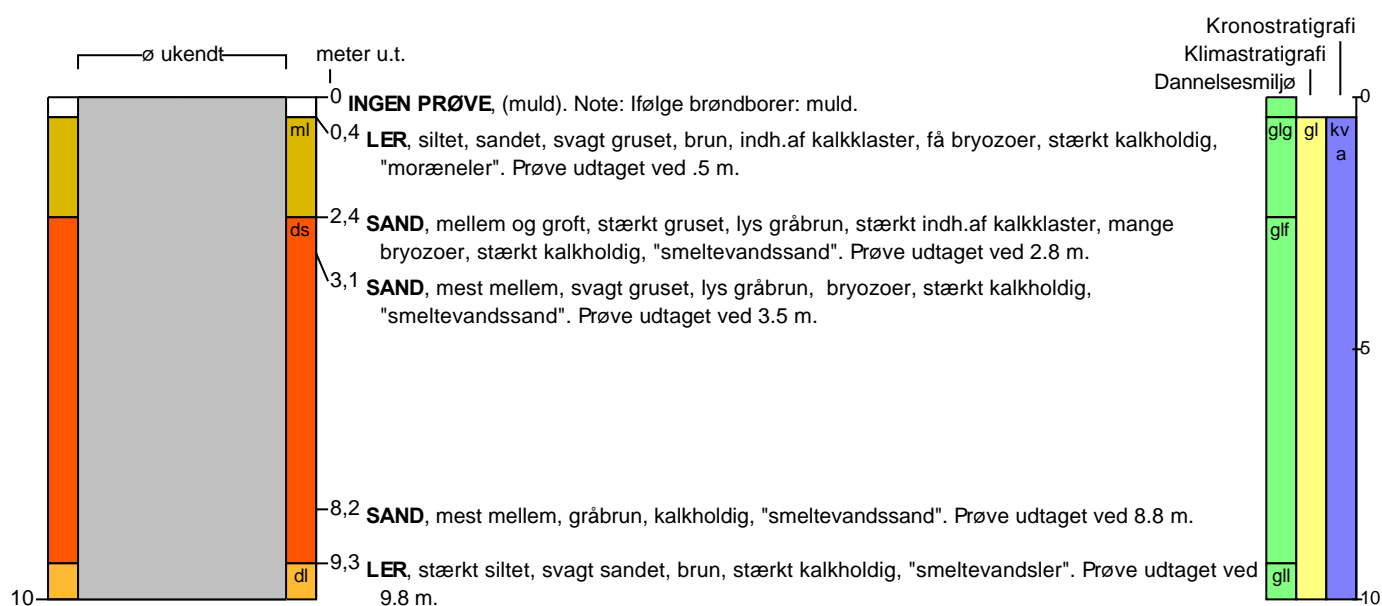 Kronostratigrafi
ø ukendt meter u.t. Klimastratigrafi
Dannelsesmiljø
0 INGEN PRØVE, (muld). Note: Ifølge brøndborer: muld. 0
ml 0,4 LER, siltet, sandet, svagt gruset, brun, indh.af kalkklaster, få bryozoer, stærkt kalkholdig, glg gl kv
"moræneler". Prøve udtaget ved .5 m. a
ds 2,4 SAND, mellem og groft, stærkt gruset, lys gråbrun, stærkt indh.af kalkklaster, mange glf
bryozoer, stærkt kalkholdig, "smeltevandssand". Prøve udtaget ved 2.8 m.
3,1 SAND, mest mellem, svagt gruset, lys gråbrun, bryozoer, stærkt kalkholdig,
"smeltevandssand". Prøve udtaget ved 3.5 m.
5
8,2 SAND, mest mellem, gråbrun, kalkholdig, "smeltevandssand". Prøve udtaget ved 8.8 m.
dl 9,3 LER, stærkt siltet, svagt sandet, brun, stærkt kalkholdig, "smeltevandsler". Prøve udtaget ved gll
10 9.8 m. 10